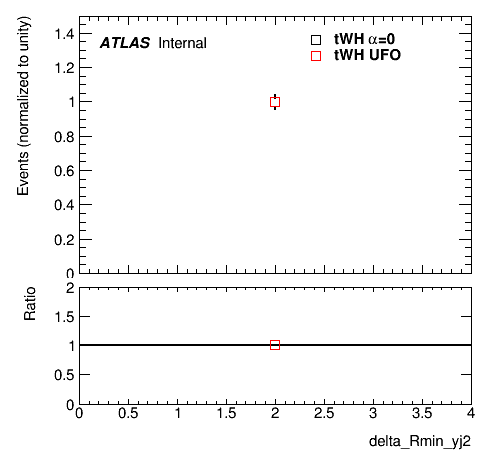 ATLAS Internal
tWH α=0
tWH UFO
Events (normalized to unity)
1.4
1.2
1
0.8
0.6
0.4
0.2
0
Ratio
2
1.5
1
0.5
0
0 0.5 1 1.5 2 2.5 3 3.5 4
delta_Rmin_yj2